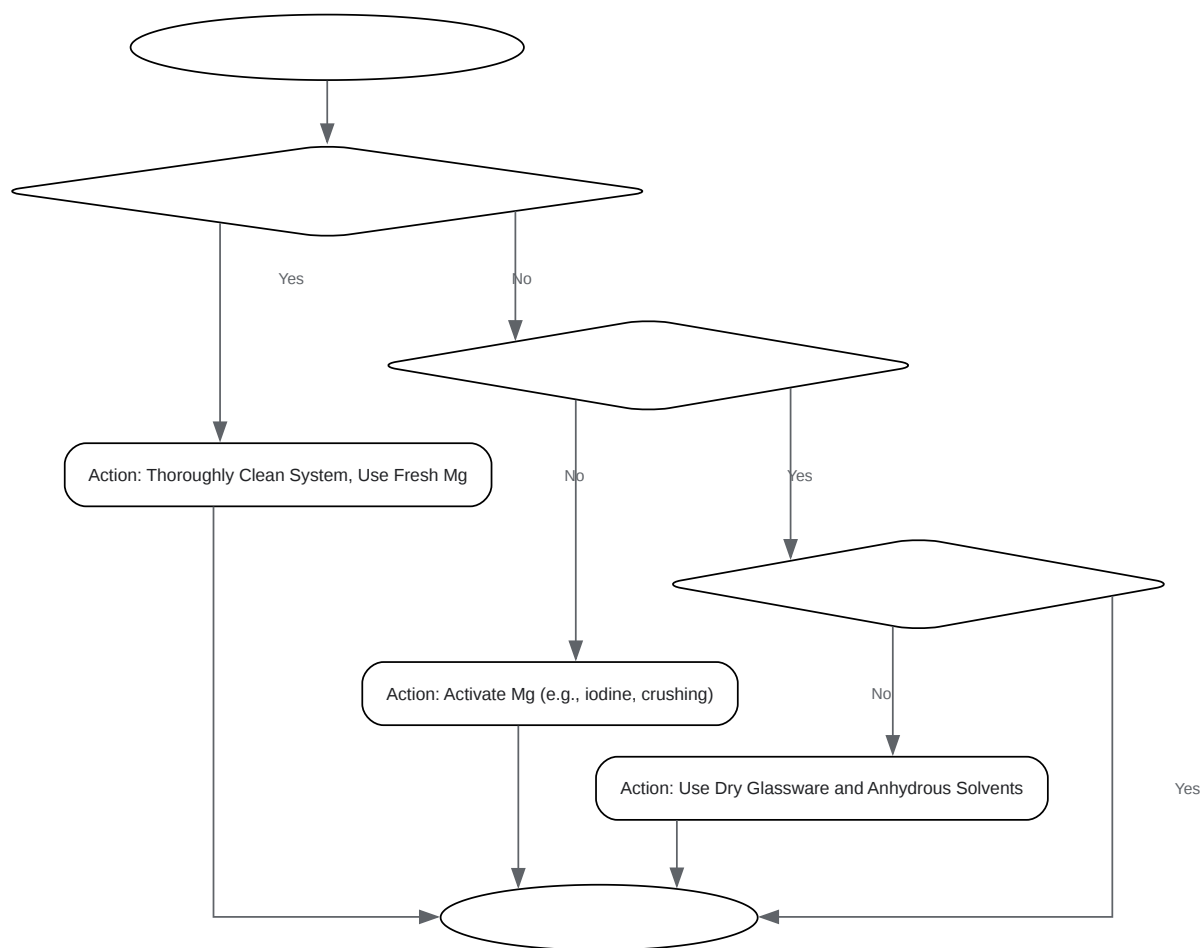 Yes
No
Action: Thoroughly Clean System, Use Fresh Mg
No
Yes
Action: Activate Mg (e.g., iodine, crushing)
No
Action: Use Dry Glassware and Anhydrous Solvents
Yes